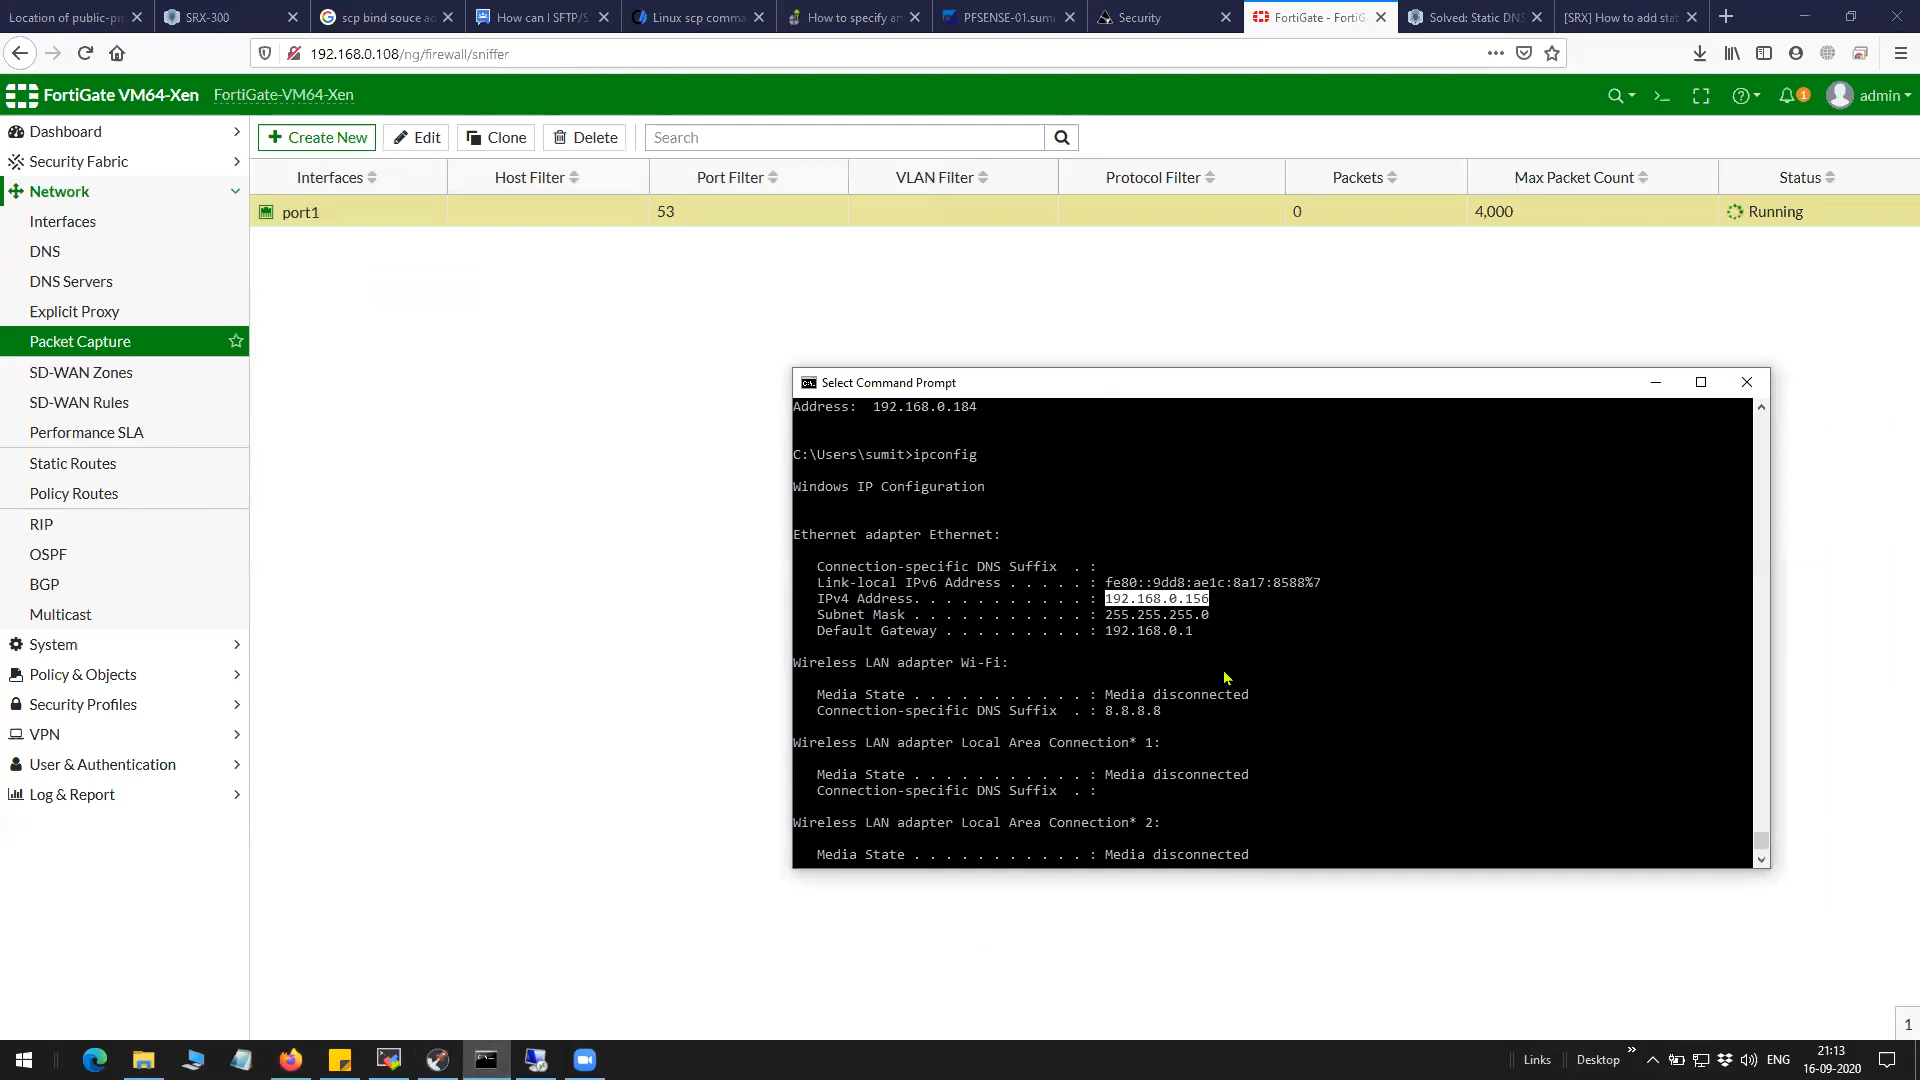 Location of public-pr
SRX-300
scp bind souce ad
How can I SFTP/S
Linux scp comma
How to specify an
PFSENSE-01.sum
Security
FortiGate - FortiG
Solved: Static DNS
[SRX] How to add stat
192.168.0.108/ng/firewall/sniffer
FortiGate VM64-Xen
FortiGate-VM64-Xen
1
admin
Dashboard
Security Fabric
Network
Interfaces
DNS
DNS Servers
Explicit Proxy
Packet Capture
SD-WAN Zones
SD-WAN Rules
Performance SLA
Static Routes
Policy Routes
RIP
OSPF
BGP
Multicast
System
Policy & Objects
Security Profiles
VPN
User & Authentication
Log & Report
+ Create New
Edit
Clone
Delete
Search
Interfaces Host Filter Port Filter VLAN Filter Protocol Filter Packets Max Packet Count Status
port1 53 0 4,000 Running
Select Command Prompt
Address:  192.168.0.184
C:\Users\sumit>ipconfig
Windows IP Configuration
Ethernet adapter Ethernet:
Connection-specific DNS Suffix  . :
Link-local IPv6 Address . . . . . : fe80::9dd8:ae1c:8a17:8588%7
IPv4 Address. . . . . . . . . . . : 192.168.0.156
Subnet Mask . . . . . . . . . . . : 255.255.255.0
Default Gateway . . . . . . . . . : 192.168.0.1
Wireless LAN adapter Wi-Fi:
Media State . . . . . . . . . . . : Media disconnected
Connection-specific DNS Suffix  . : 8.8.8.8
Wireless LAN adapter Local Area Connection* 1:
Media State . . . . . . . . . . . : Media disconnected
Connection-specific DNS Suffix  . :
Wireless LAN adapter Local Area Connection* 2:
Media State . . . . . . . . . . . : Media disconnected
1
Links
Desktop
ENG
21:13
16-09-2020